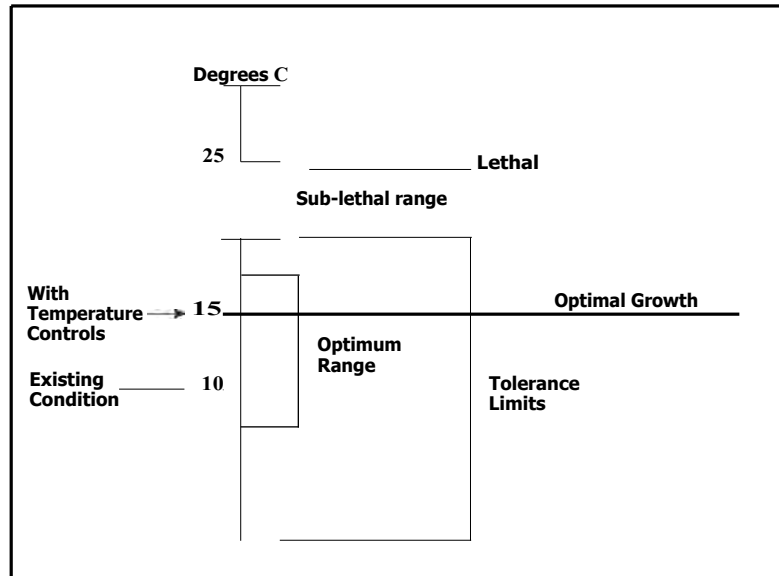 Degrees C
25
Lethal
Sub-lethal range
With
Temperature
Controls
15
Optimal Growth
Optimum
Range
Existing
Condition
10
Tolerance
Limits